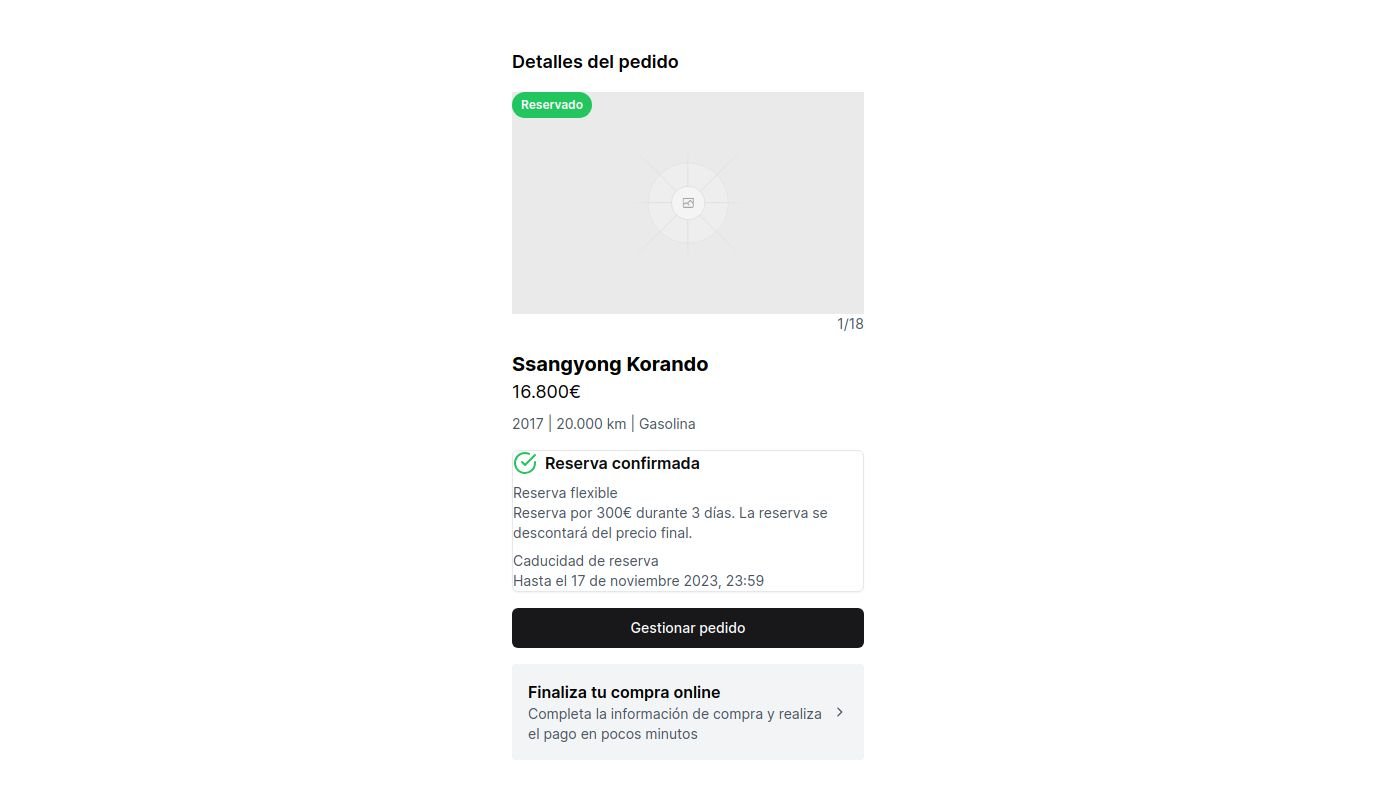 Detalles del pedido
Reservado
1/18
Ssangyong Korando
16.800€
2017 | 20.000 km | Gasolina
Reserva confirmada
Reserva flexible
Reserva por 300€ durante 3 días. La reserva se
descontará del precio final.
Caducidad de reserva
Hasta el 17 de noviembre 2023, 23:59
Gestionar pedido
Finaliza tu compra online
Completa la información de compra y realiza
el pago en pocos minutos